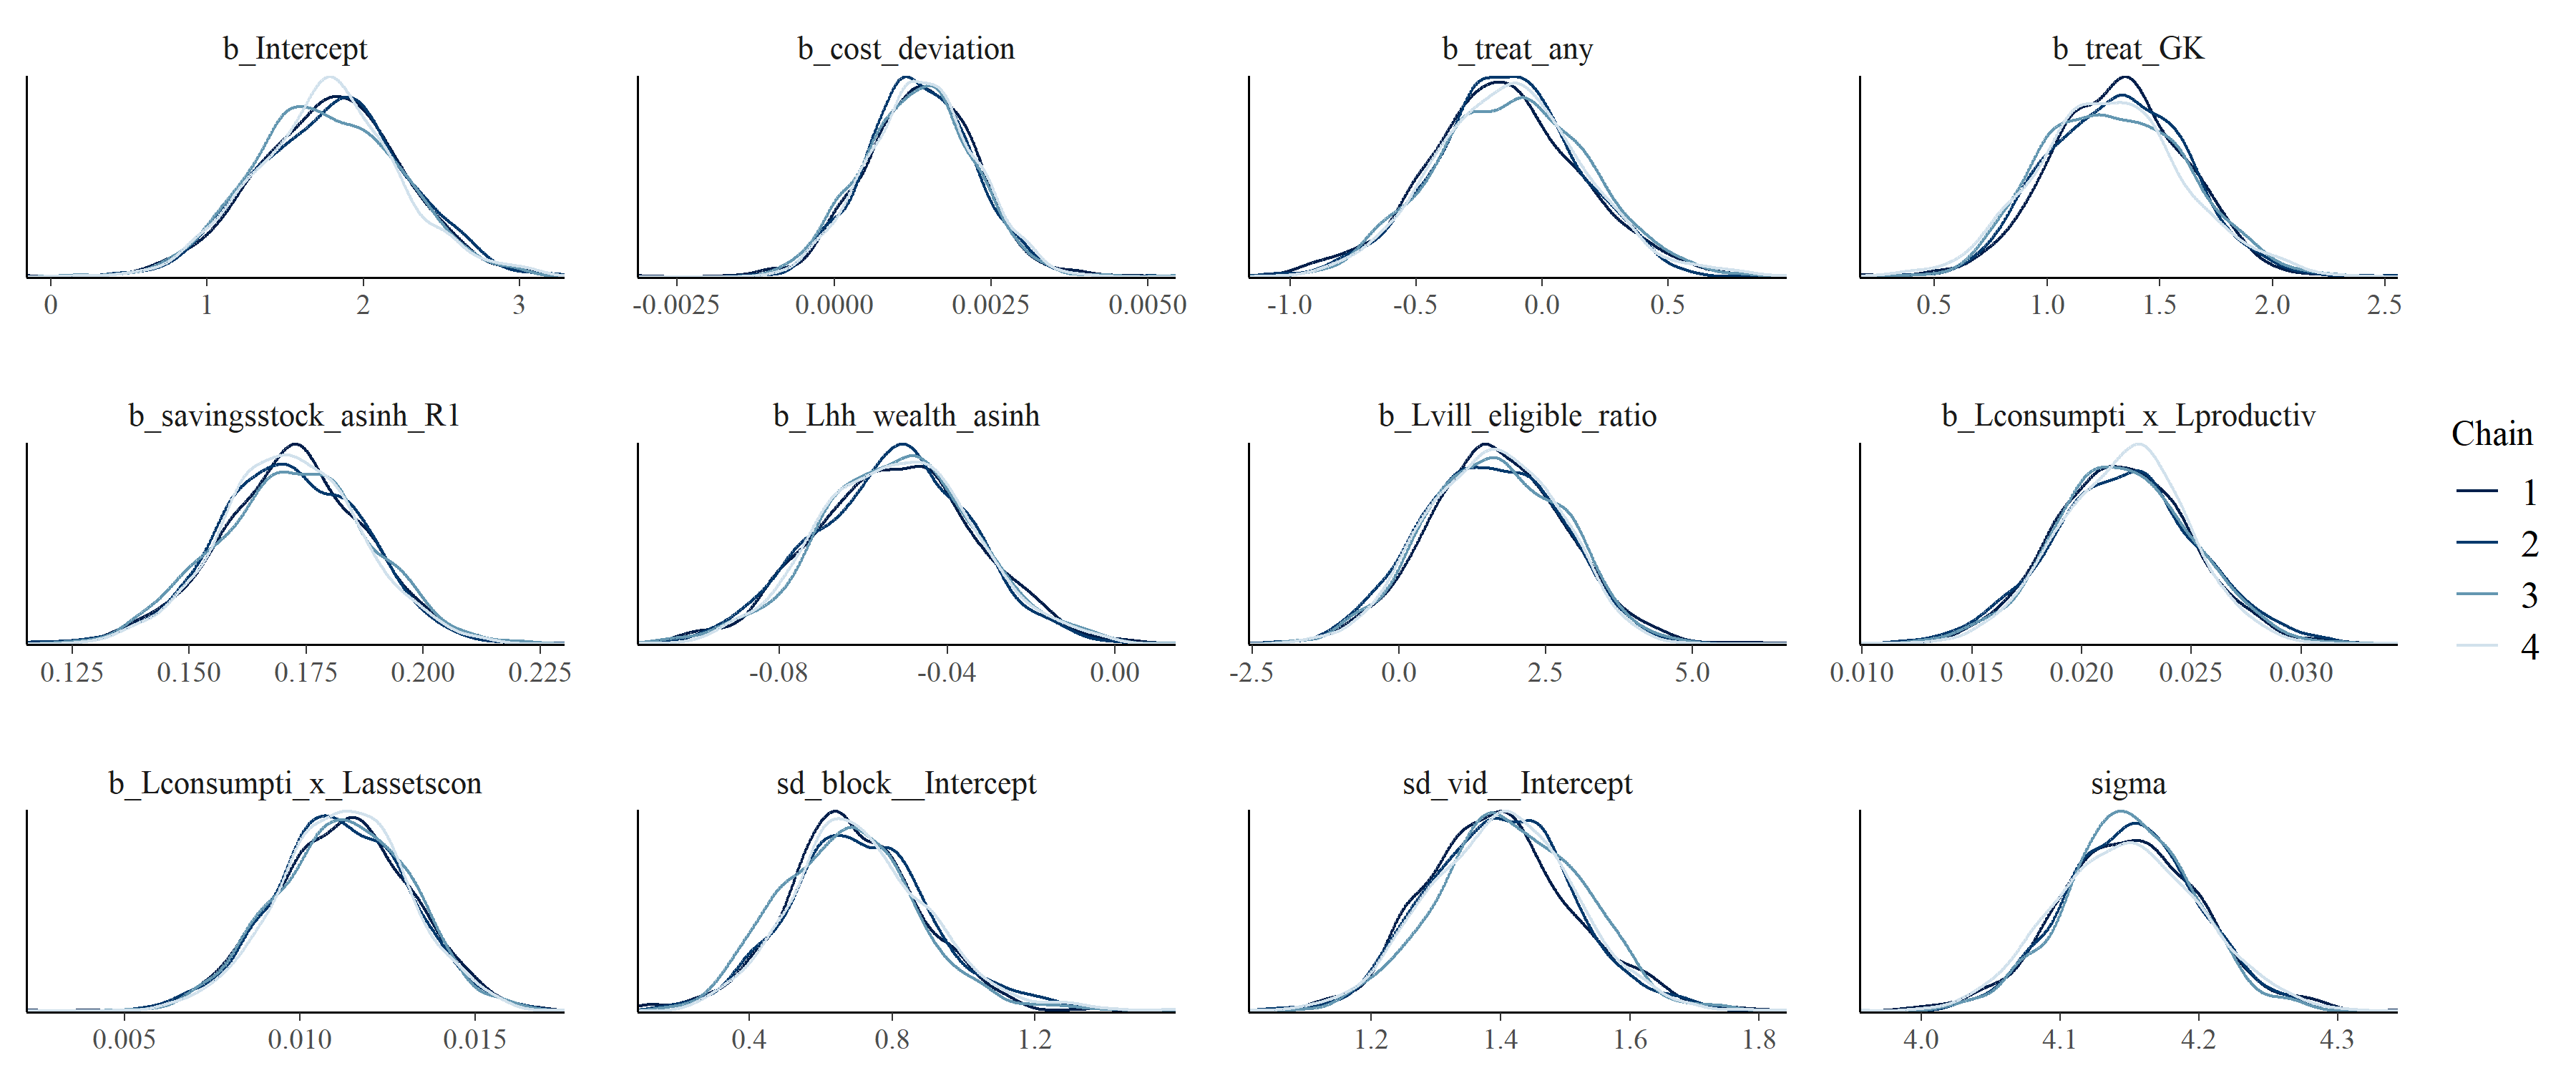 b_Intercept b_cost_deviation b_treat_any b_treat_GK
0 1 2 3 -0.0025 0.0000 0.0025 0.0050 -1.0 -0.5 0.0 0.5 0.5 1.0 1.5 2.0 2.5
b_savingsstock_asinh_R1 b_Lhh_wealth_asinh b_Lvill_eligible_ratio b_Lconsumpti_x_Lproductiv
0.125 0.150 0.175 0.200 0.225 -0.08 -0.04 0.00 -2.5 0.0 2.5 5.0 0.010 0.015 0.020 0.025 0.030
b_Lconsumpti_x_Lassetscon sd_block__Intercept sd_vid__Intercept sigma
0.005 0.010 0.015 0.4 0.8 1.2 1.2 1.4 1.6 1.8 4.0 4.1 4.2 4.3
Chain
1
2
3
4